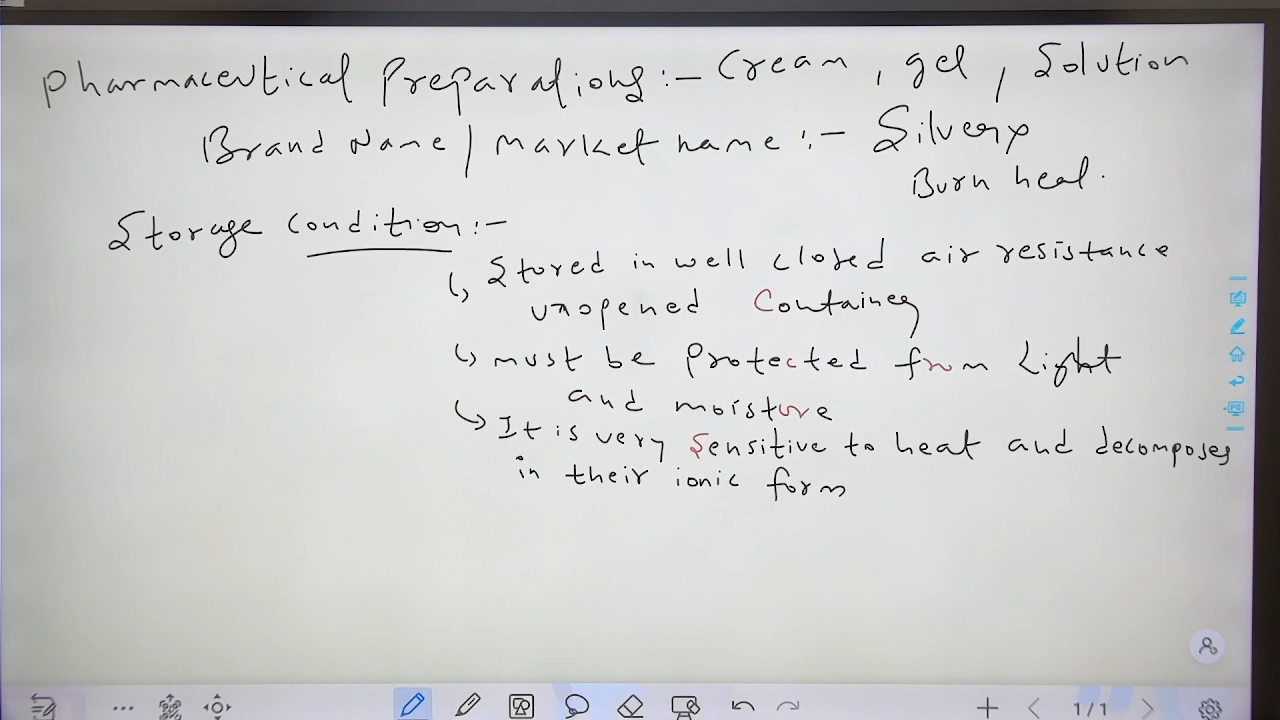 Pharmaceutical Preparations:- Cream, gel, Solution
Brand Name / market name :- Silverx
Burn heal.
Storage condition:-
↳ Stored in well closed air resistance
unopened Container
↳ must be Protected from Light
and moisture
↳ It is very Sensitive to heat and decomposes
in their ionic form
PG
1/1